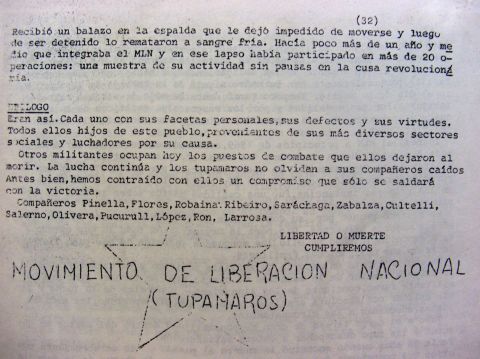 (32)
Recibió un balazo en la espalda que le dejó impedido de moverse y luego
de ser detenido lo remataron a sangre fria. Hacía poco más de un año y me
dio que integraba el MLN y en ese lapso había participado en más de 20 o-
peraciones: una muestra de su actividad sin pausas en la cusa revolucioná
ria.
EPILOGO
Eran así. Cada uno con sus facetas personales, sus defectos y sus virtudes.
Todos ellos hijos de este pueblo, provenientes de sus más diversos sectores
sociales y luchadores por su causa.
Otros militantes ocupan hoy los puestos de combate que ellos dejaron al
morir. La lucha continúa y los tupamaros no olvidan a sus compañeros caídos
Antes bien, hemos contraído con ellos un compromiso que sólo se saldará
con la victoria.
Compañeros Pinella, Flores, Robaina, Ribeiro, Saráchaga, Zabalza, Cultelli,
Salerno, Olivera, Pucurull, López, Ron, Larrosa.
LIBERTAD O MUERTE
CUMPLIREMOS
MOVIMIENTO DE LIBERACION NACIONAL
(TUPAMAROS)